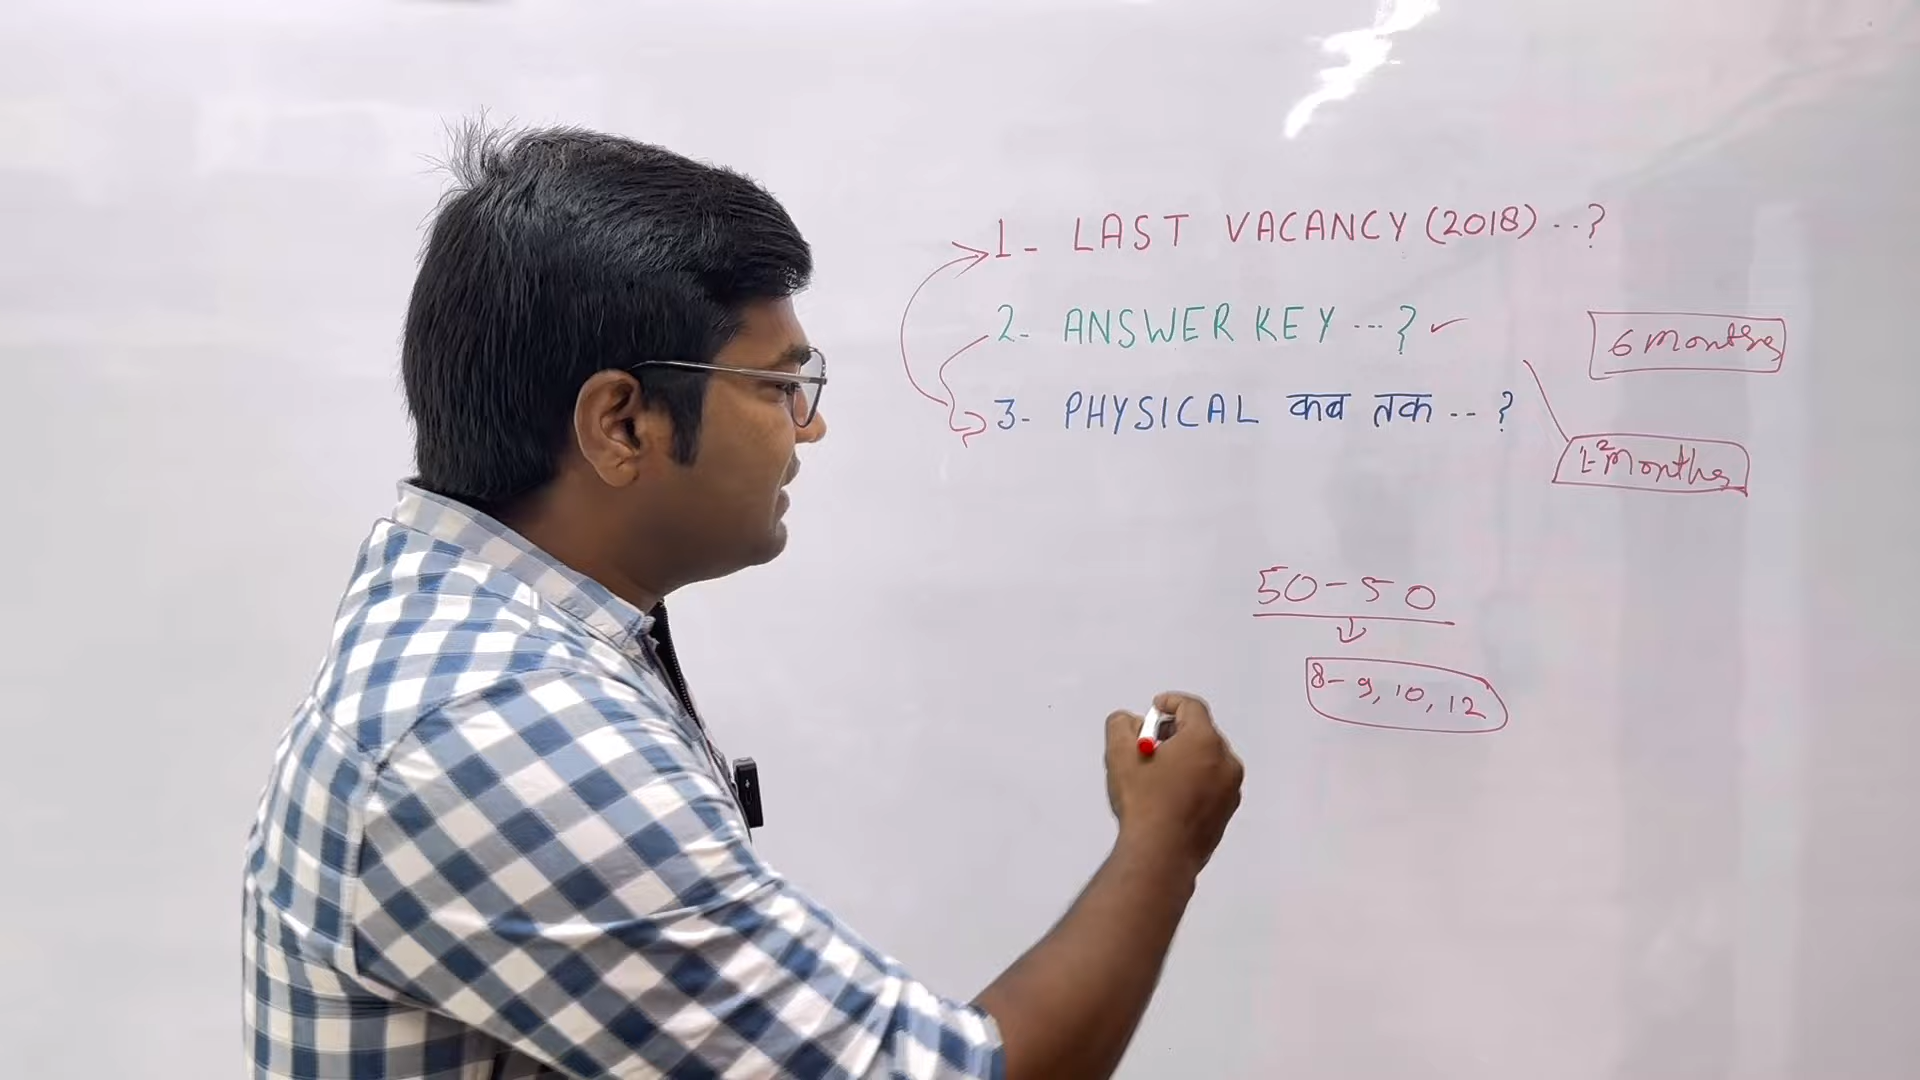 1- LAST VACANCY (2018) ..?
2- ANSWER KEY ...?
6 Months
3- PHYSICAL कब तक -- ?
1-2 Months
50-50
8- 9, 10, 12